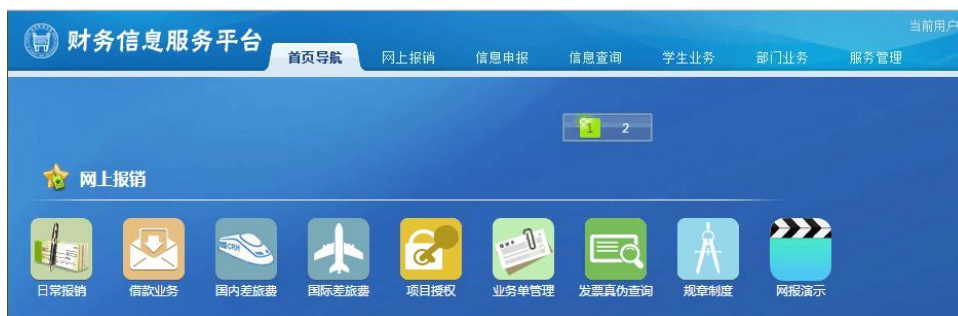 当前用户
财务信息服务平台
首页导航 网上报销 信息申报 信息查询 学生业务 部门业务 服务管理
1 2
网上报销
CRH
日常报销 借款业务 国内差旅费 国际差旅费 项目授权 业务单管理 发票真伪查询 规章制度 网报演示